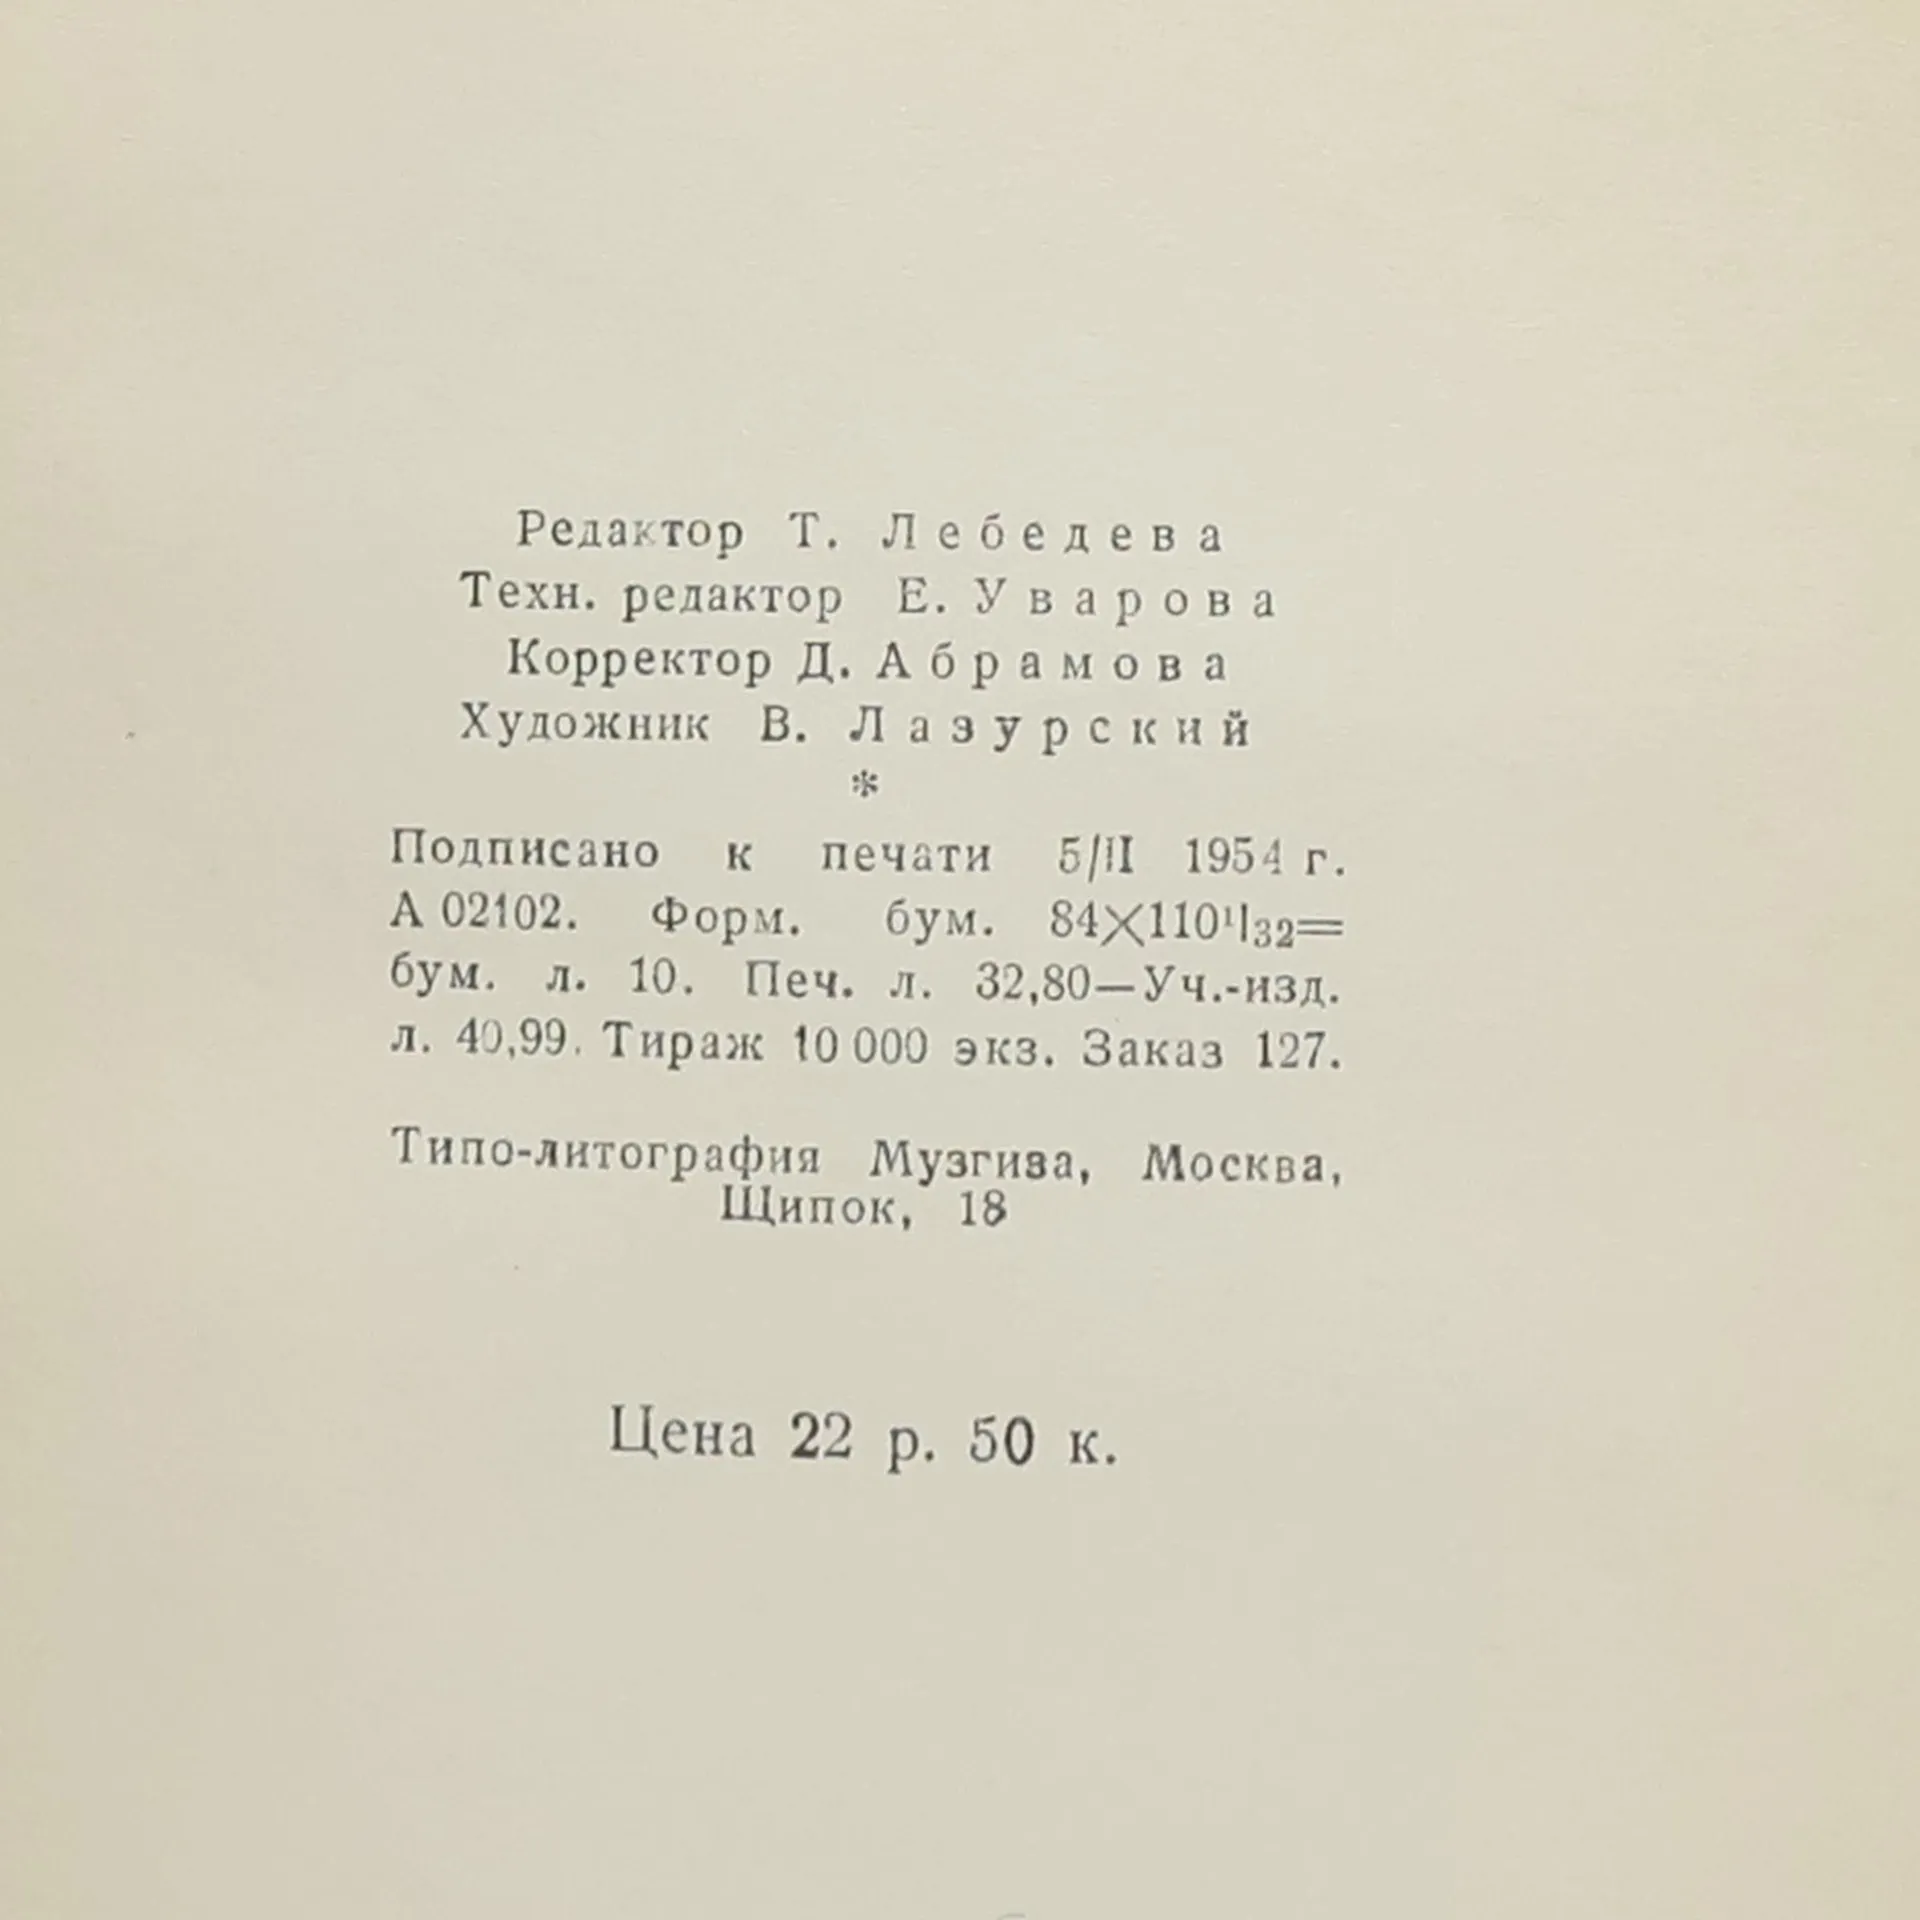 Редактор Т. Лебедева
Техн. редактор Е. Уварова
Корректор Д. Абрамова
Художник В. Лазурский
*
Подписано к печати 5/II 1954 г.
А 02102. Форм. бум. 84×110¹/₃₂=
бум. л. 10. Печ. л. 32,80—Уч.-изд.
л. 40,99. Тираж 10 000 экз. Заказ 127.
Типо-литография Музгиза, Москва,
Щипок, 18
Цена 22 р. 50 к.